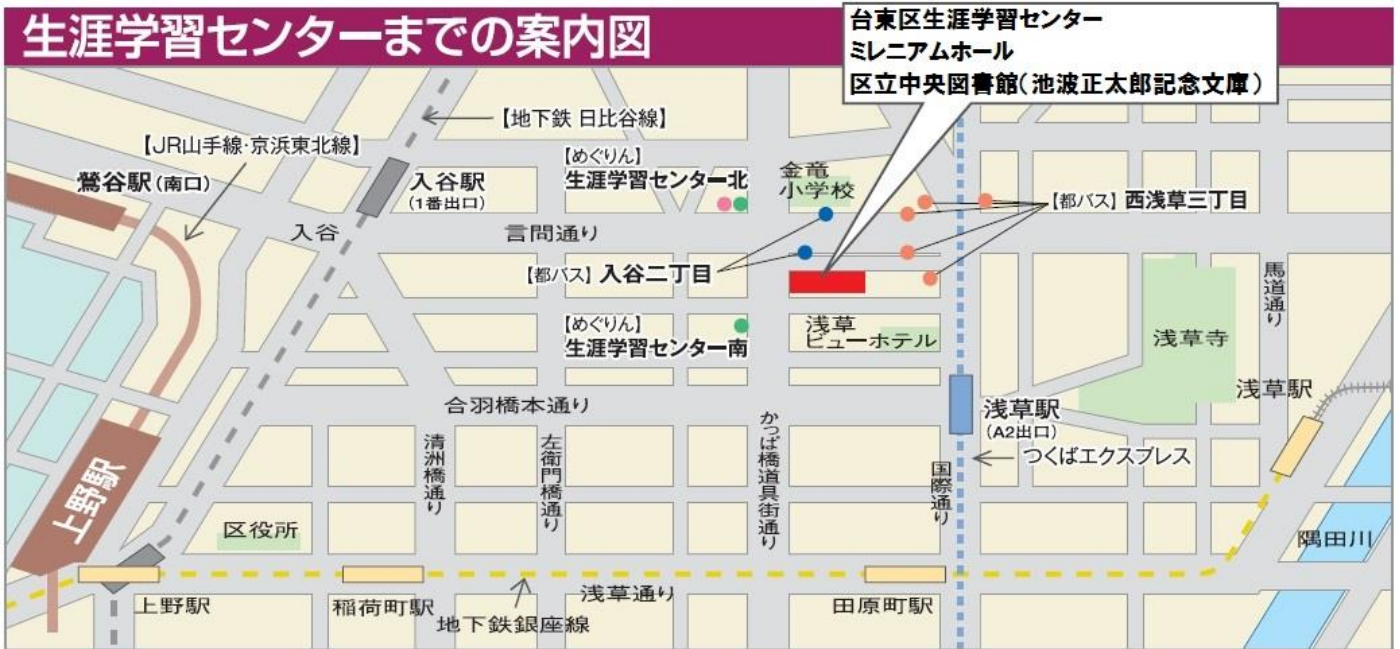 生涯学習センターまでの案内図
台東区生涯学習センター
ミレニアムホール
区立中央図書館(池波正太郎記念文庫)
【地下鉄 日比谷線】
【JR山手線・京浜東北線】
鶯谷駅(南口)
入谷駅
(1番出口)
【めぐりん】
生涯学習センター北
金竜
小学校
【都バス】西浅草三丁目
入谷
言問通り
【都バス】入谷二丁目
馬道通り
【めぐりん】
生涯学習センター南
浅草
ビューホテル
浅草寺
浅草駅
合羽橋本通り
浅草駅
(A2出口)
つくばエクスプレス
清洲橋通り
左衛門橋通り
かっぱ橋道具街通り
国際通り
上野駅
区役所
隅田川
上野駅
稲荷町駅
地下鉄銀座線
浅草通り
田原町駅